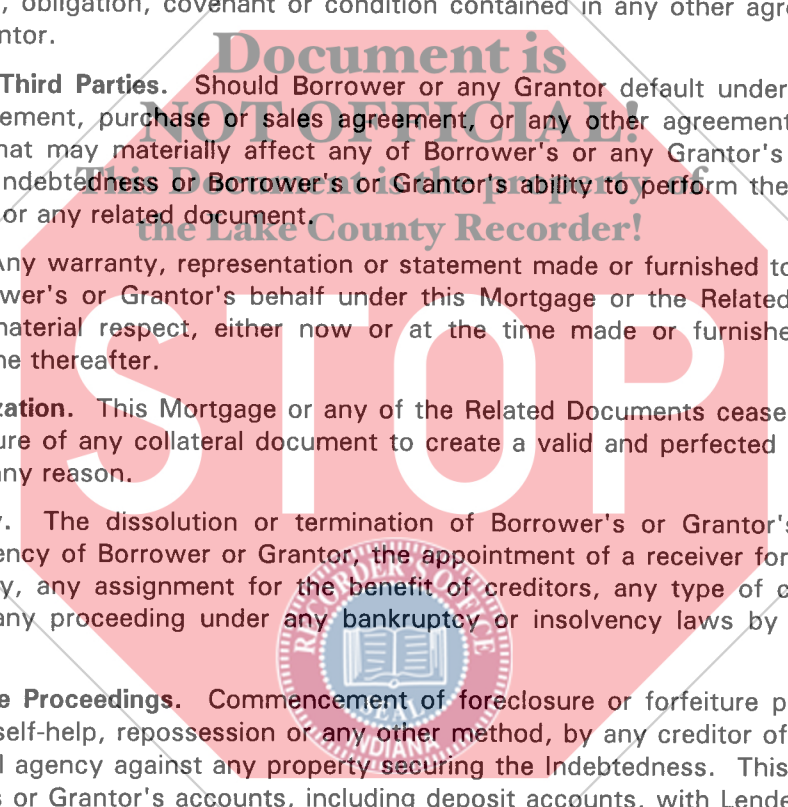 , obligation, covenant or condition contained in any other agre
ntor.
Document is
Third Parties. Should Borrower or any Grantor default under
ement, purchase or sales agreement, or any other agreement
NOT OFFICIAL!
hat may materially affect any of Borrower's or any Grantor's
ndebtedness or Borrower's or Grantor's ability to perform the
This Document is the property of
or any related document.
the Lake County Recorder!
Any warranty, representation or statement made or furnished to
wer's or Grantor's behalf under this Mortgage or the Related
material respect, either now or at the time made or furnishe
ne thereafter.
STOP
zation. This Mortgage or any of the Related Documents cease
ure of any collateral document to create a valid and perfected
any reason.
y. The dissolution or termination of Borrower's or Grantor's
ency of Borrower or Grantor, the appointment of a receiver for
y, any assignment for the benefit of creditors, any type of c
any proceeding under any bankruptcy or insolvency laws by
RECORDER'S OFFICE
SEAL
INDIANA
e Proceedings. Commencement of foreclosure or forfeiture p
self-help, repossession or any other method, by any creditor of
l agency against any property securing the Indebtedness. This
s or Grantor's accounts, including deposit accounts, with Lende